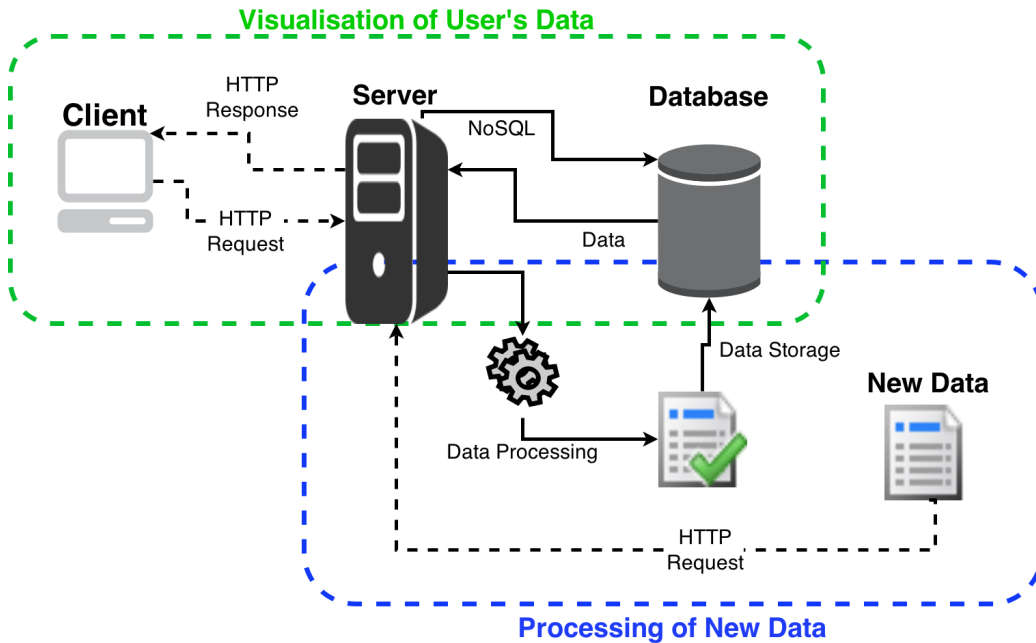 Visualisation of User's Data
HTTP
Response
Client
Server
Database
NoSQL
HTTP
Request
Data
Data Storage
New Data
Data Processing
HTTP
Request
Processing of New Data